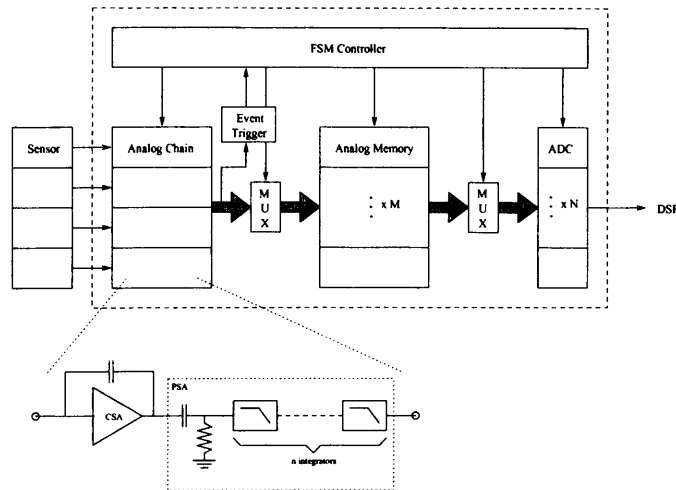 FSM Controller
Event
Trigger
Sensor
Analog Chain
Analog Memory
ADC
M
U
X
x M
M
U
X
x N
DSP
PSA
CSA
n integrators